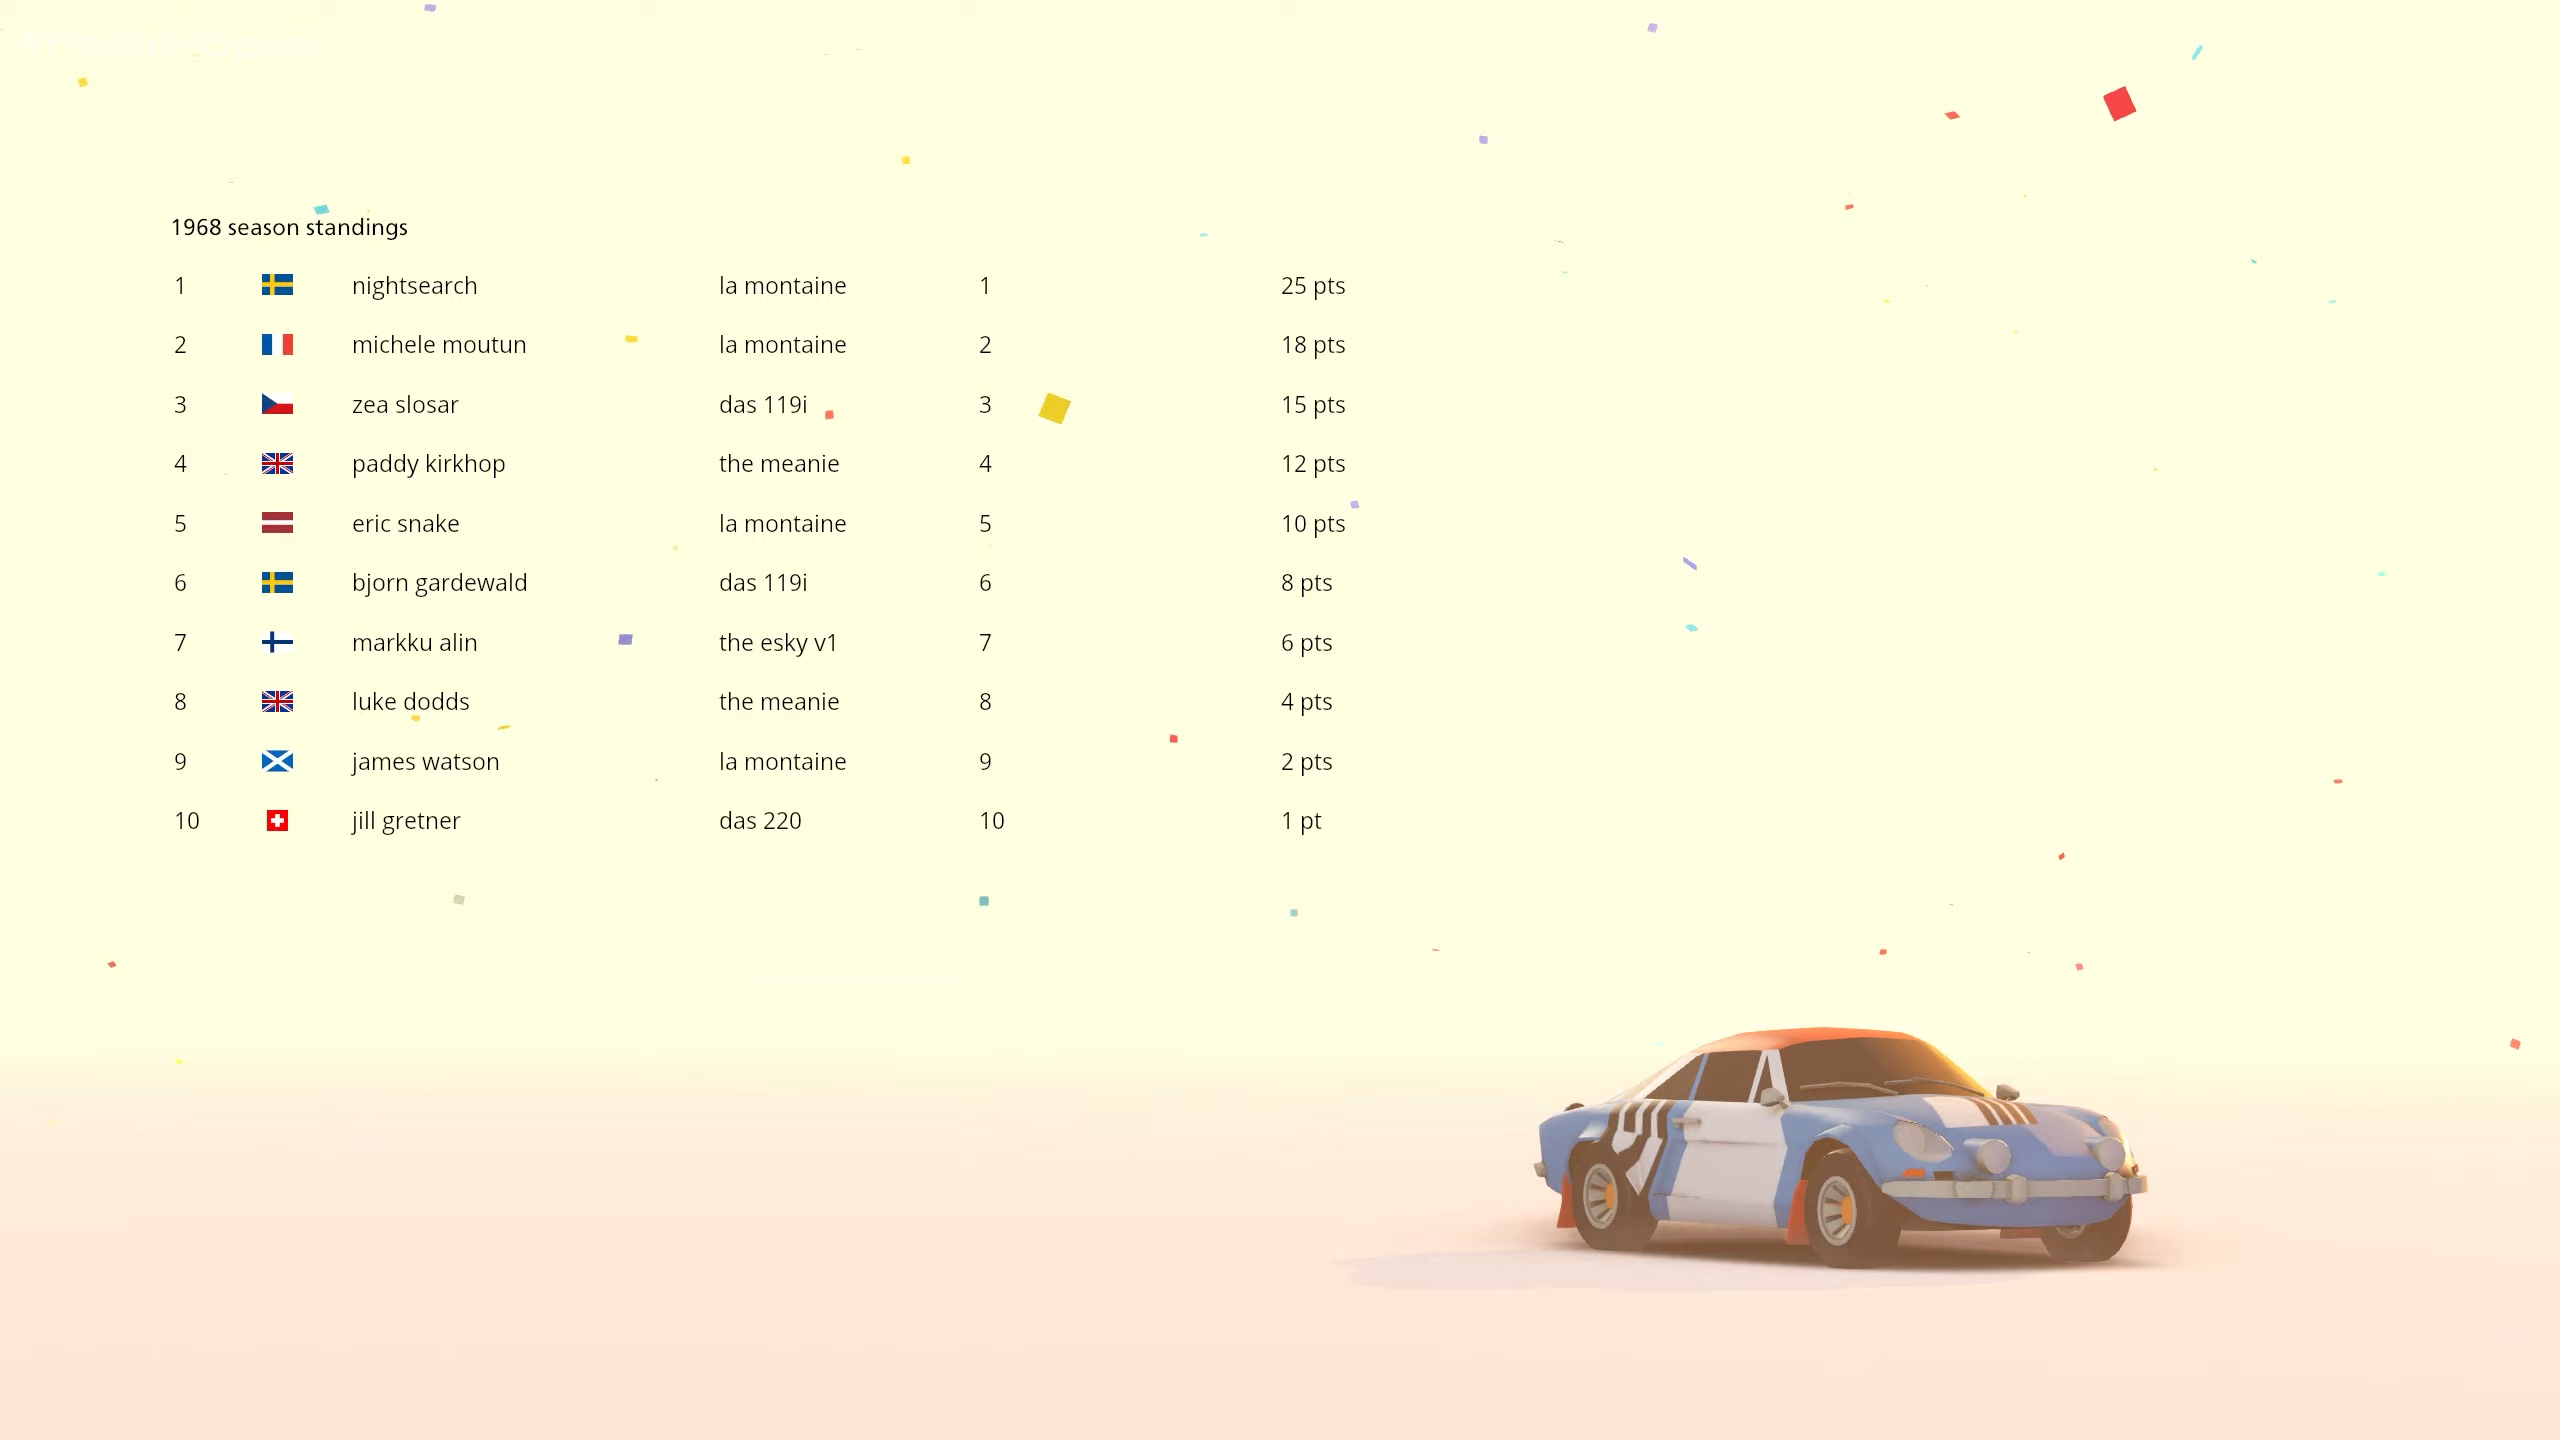 1968 season standings
1 nightsearch la montaine 1 25 pts
2 michele moutun la montaine 2 18 pts
3 zea slosar das 119i 3 15 pts
4 paddy kirkhop the meanie 4 12 pts
5 eric snake la montaine 5 10 pts
6 bjorn gardewald das 119i 6 8 pts
7 markku alin the esky v1 7 6 pts
8 luke dodds the meanie 8 4 pts
9 james watson la montaine 9 2 pts
10 jill gretner das 220 10 1 pt